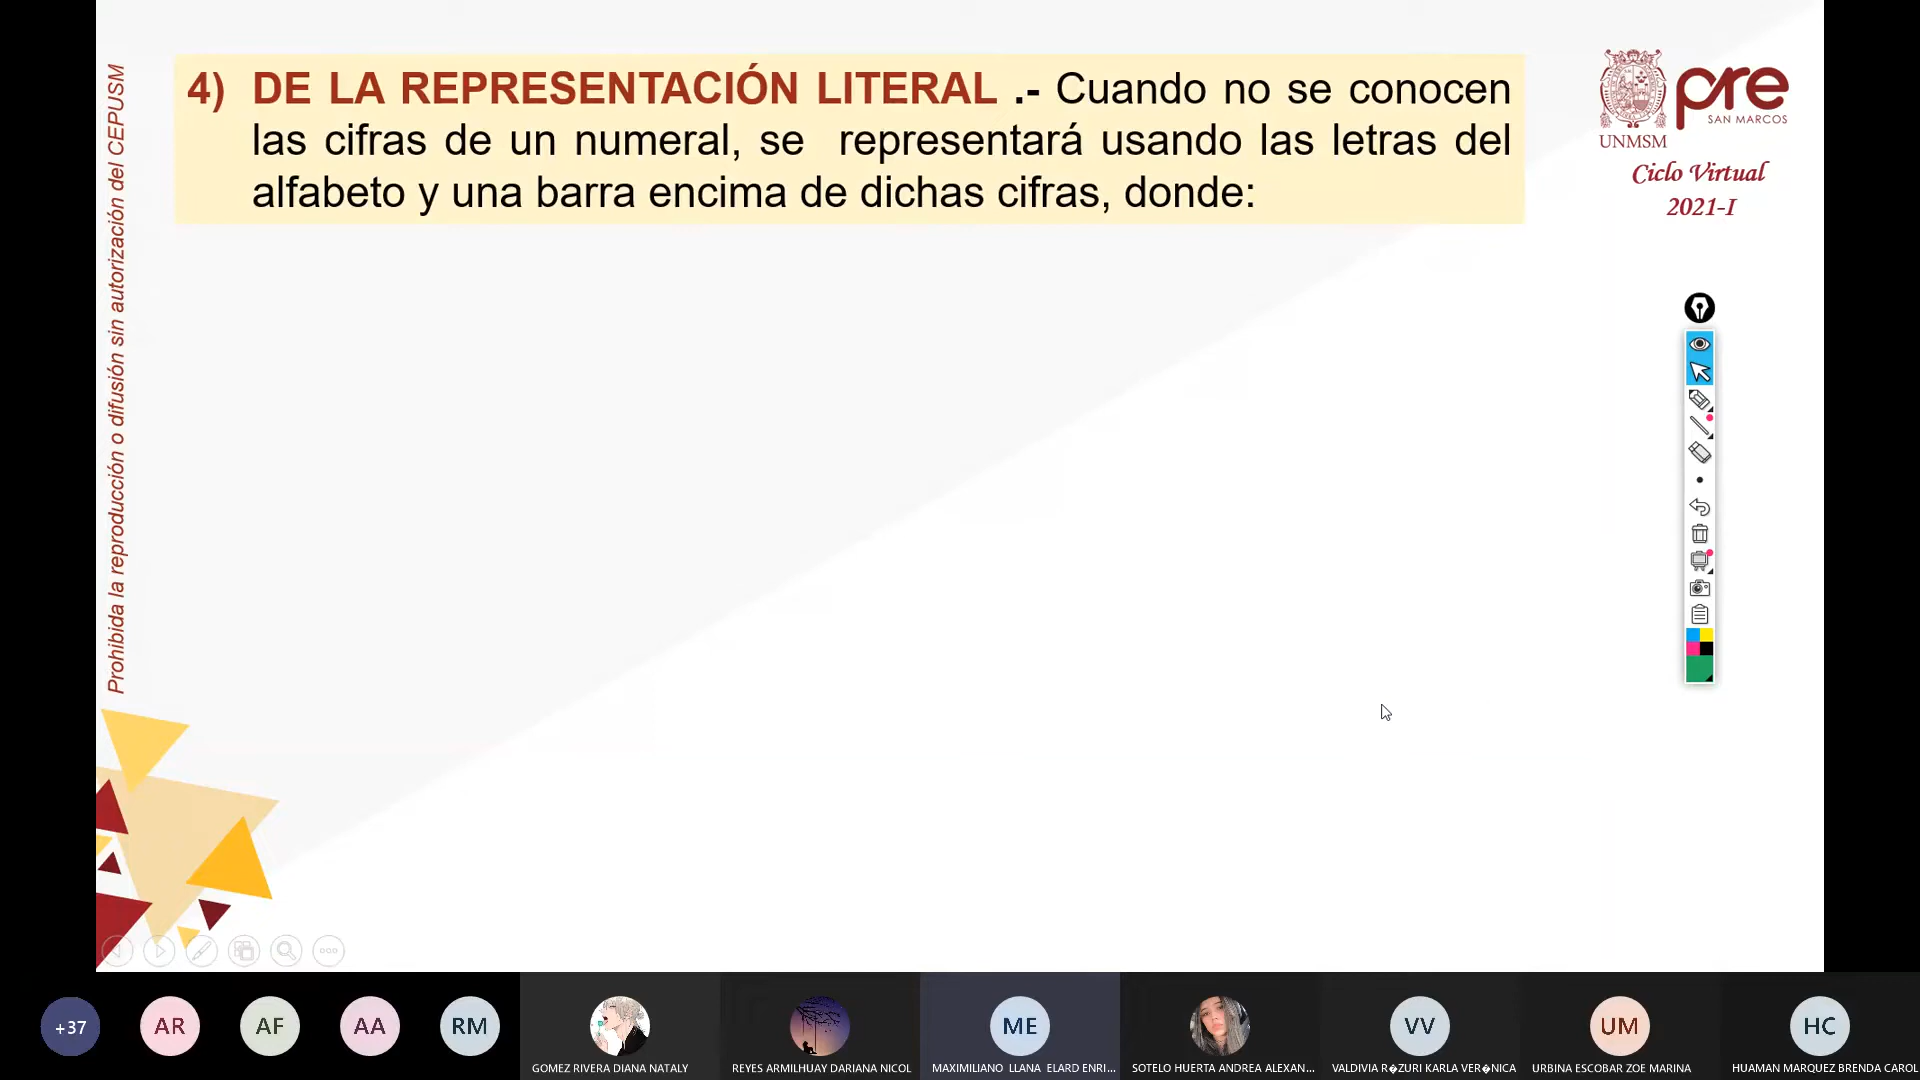 4) DE LA REPRESENTACIÓN LITERAL .- Cuando no se conocen
las cifras de un numeral, se representará usando las letras del
alfabeto y una barra encima de dichas cifras, donde:
UNMSM
pre
SAN MARCOS
Ciclo Virtual
2021-I
Prohibida la reproducción o difusión sin autorización del CEPUSM
+37
AR
AF
AA
RM
GOMEZ RIVERA DIANA NATALY
REYES ARMILHUAY DARIANA NICOL
ME
MAXIMILIANO LLANA ELARD ENRI...
SOTELO HUERTA ANDREA ALEXAN...
VV
VALDIVIA R�ZURI KARLA VER�NICA
UM
URBINA ESCOBAR ZOE MARINA
HC
HUAMAN MARQUEZ BRENDA CAROL